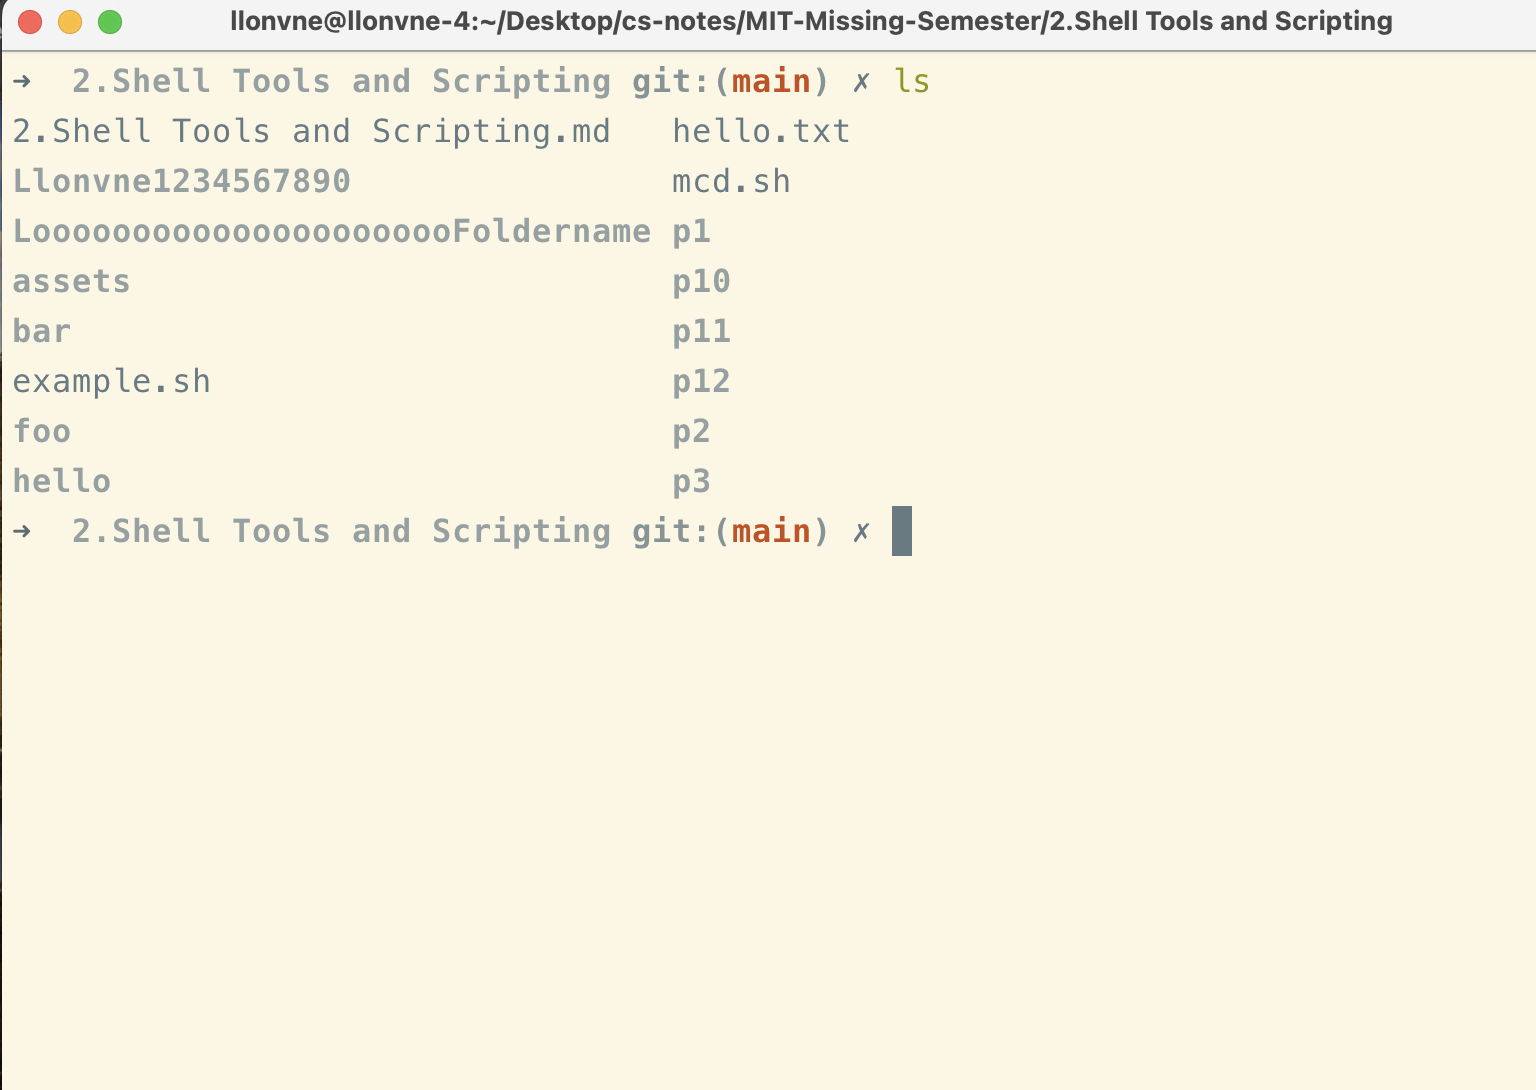 llonvne@llonvne-4:~/Desktop/cs-notes/MIT-Missing-Semester/2.Shell Tools and Scripting
➜  2.Shell Tools and Scripting git:(main) ✗ ls
2.Shell Tools and Scripting.md   hello.txt
Llonvne1234567890                mcd.sh
LoooooooooooooooooooooFoldername p1
assets                           p10
bar                              p11
example.sh                       p12
foo                              p2
hello                            p3
➜  2.Shell Tools and Scripting git:(main) ✗